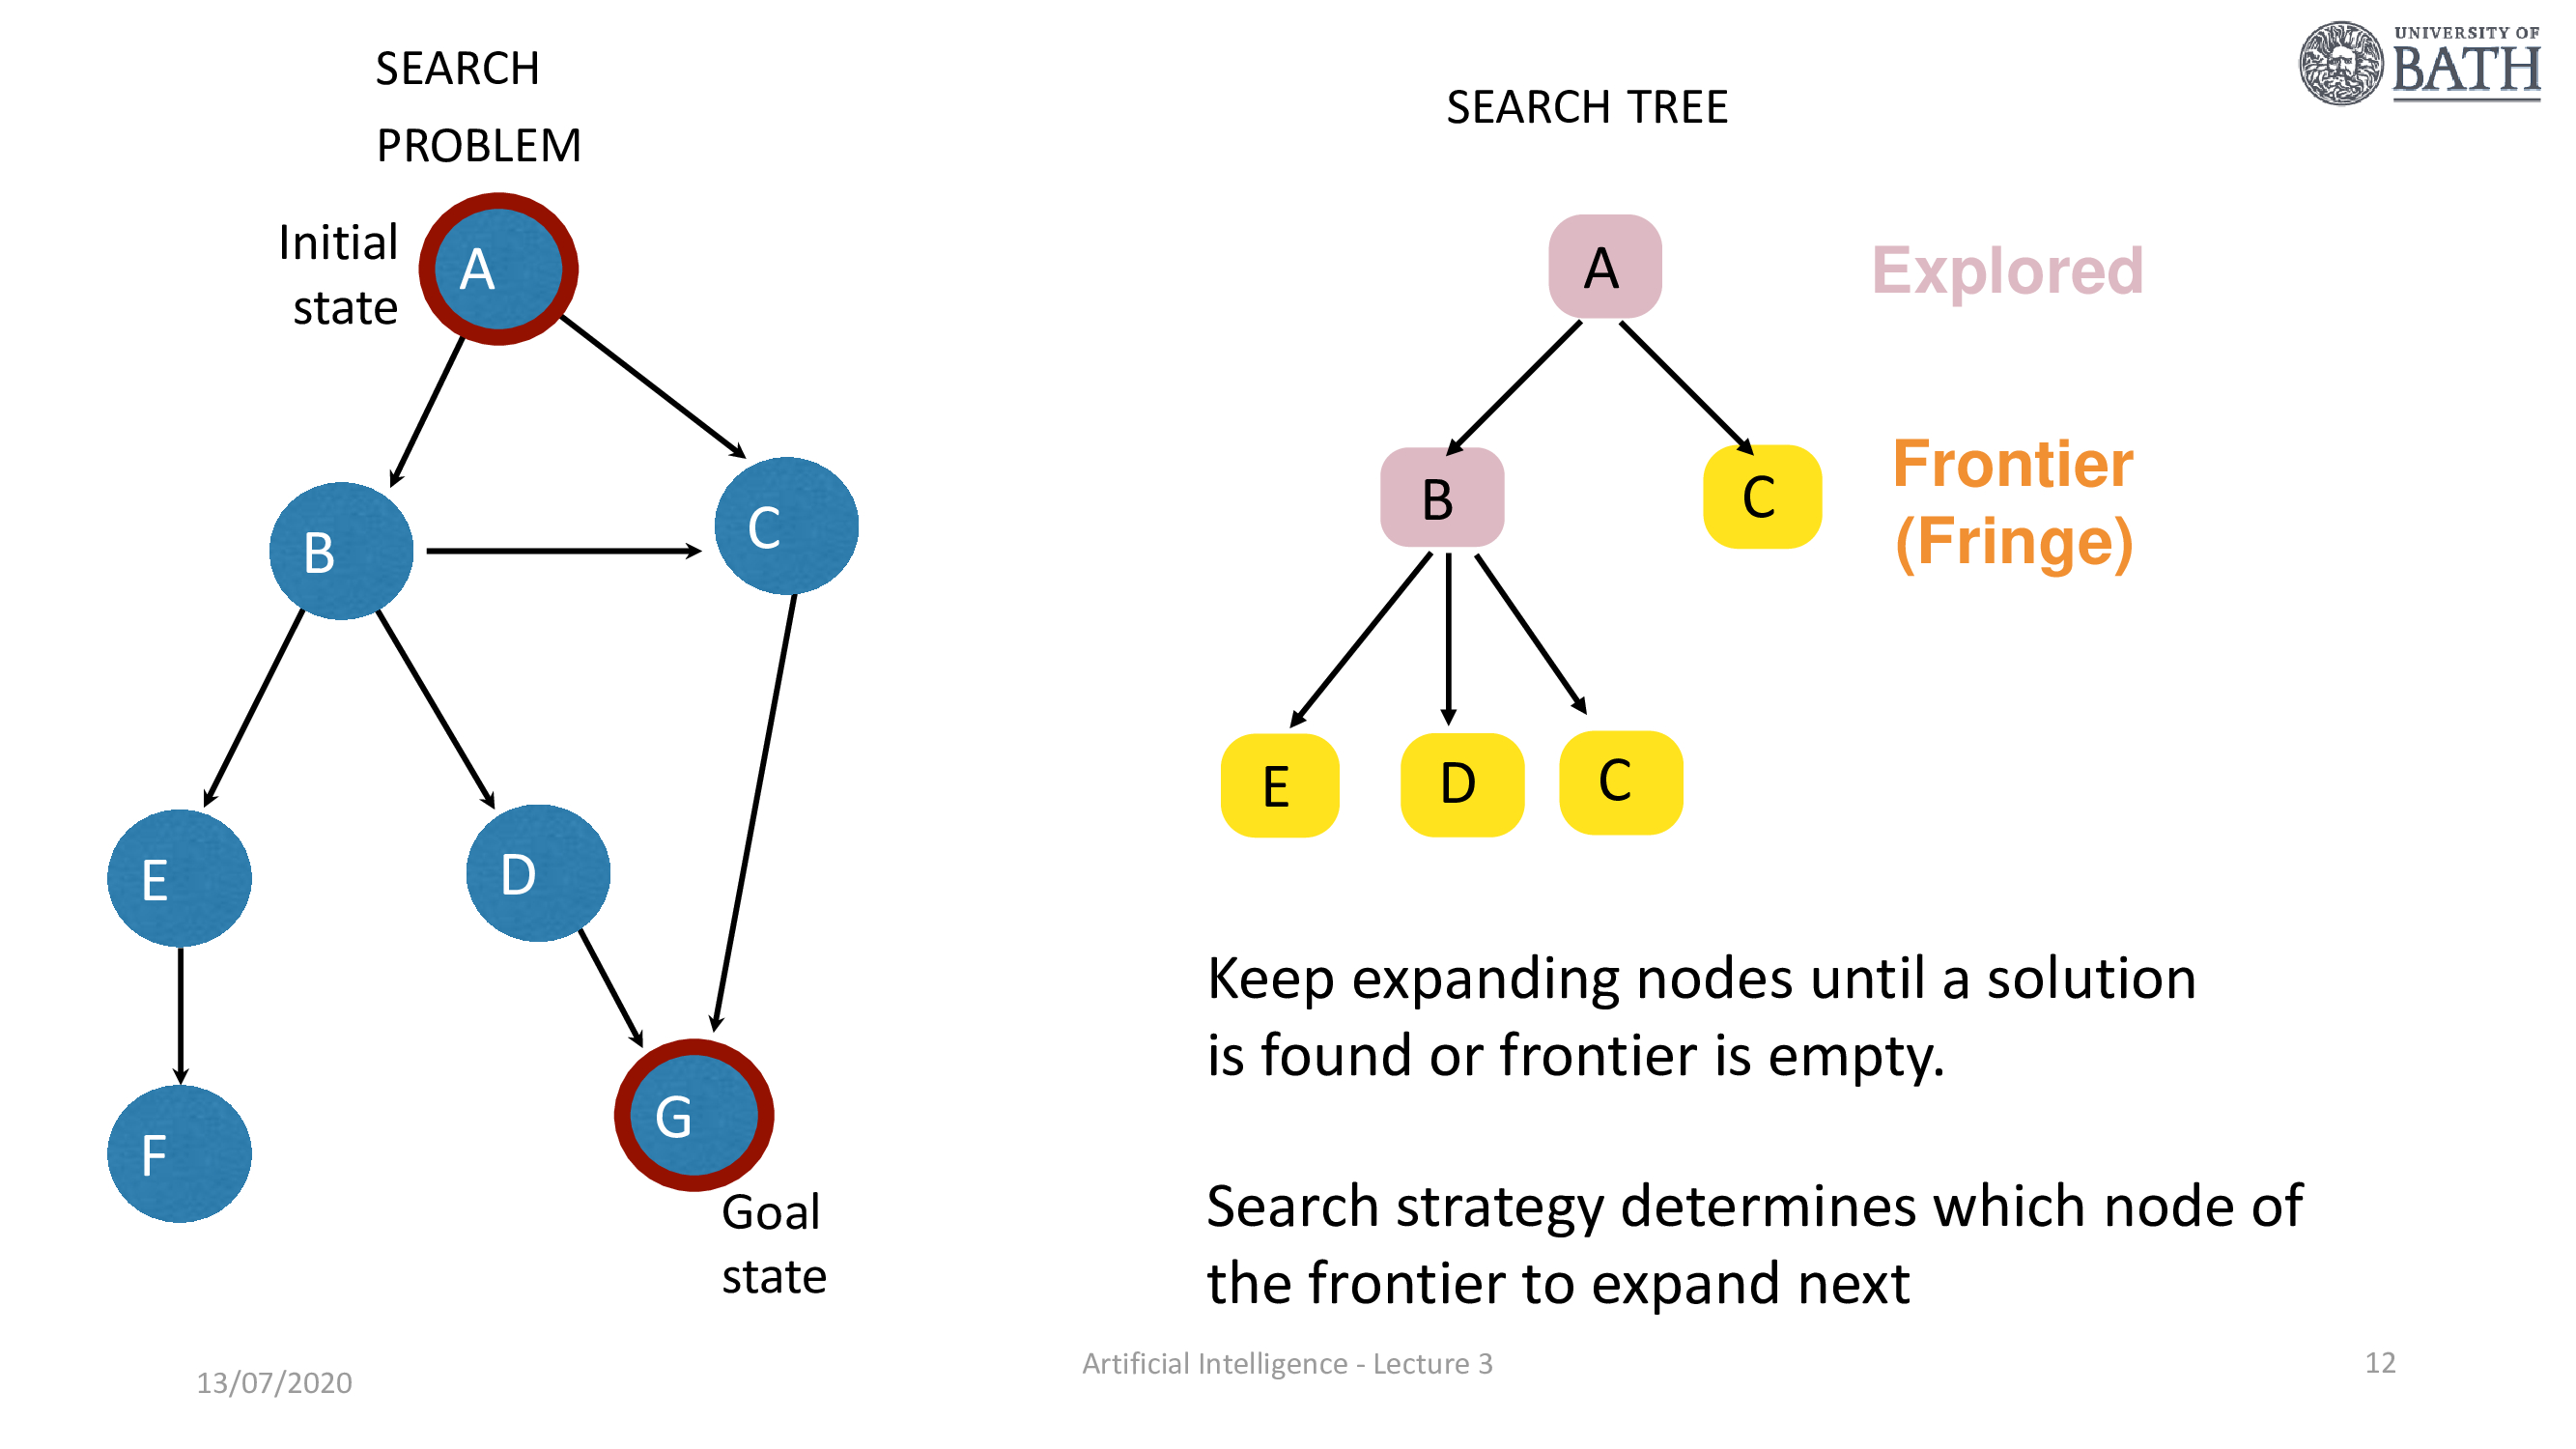 SEARCH
PROBLEM
Initial
state
A
B
C
E
D
F
G
Goal
state
SEARCH TREE
UNIVERSITY OF
BATH
A
Explored
B
C
Frontier
(Fringe)
E
D
C
Keep expanding nodes until a solution
is found or frontier is empty.
Search strategy determines which node of
the frontier to expand next
13/07/2020
Artificial Intelligence - Lecture 3
12